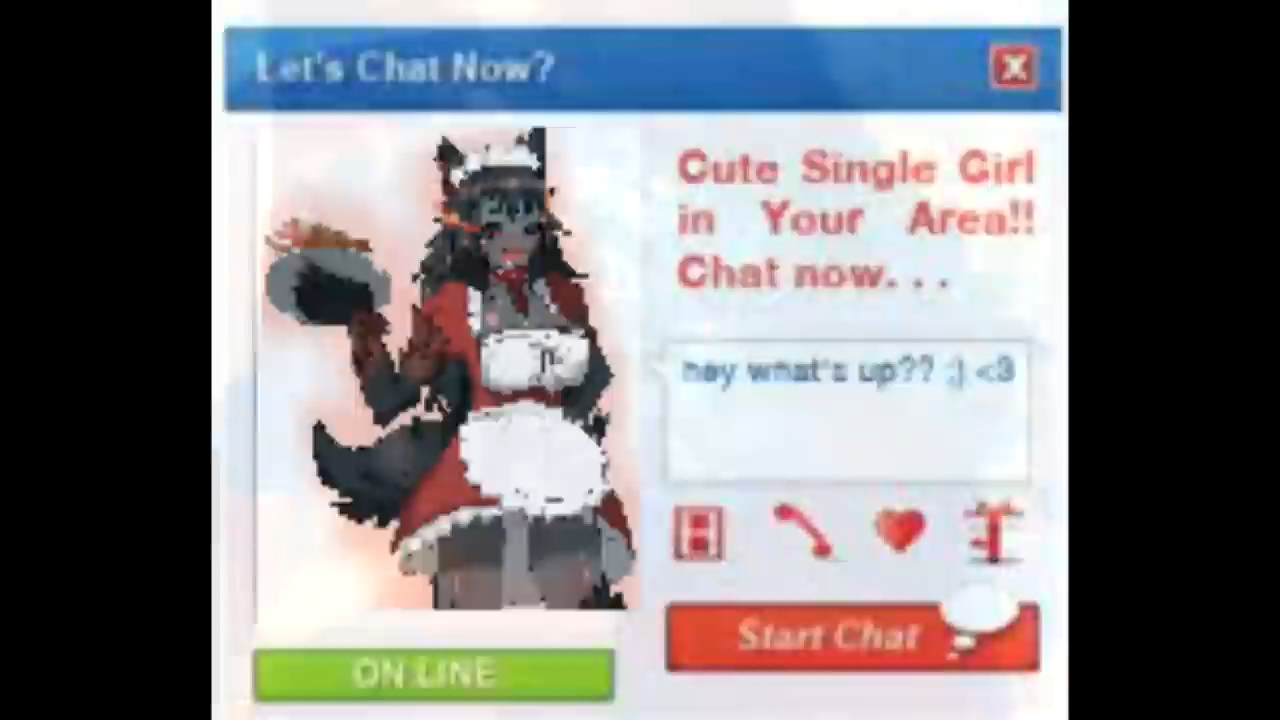 Let's Chat Now?
Cute Single Girl
in Your Area!!
Chat now...
hey what's up?? ;) <3
Start Chat
ON LINE